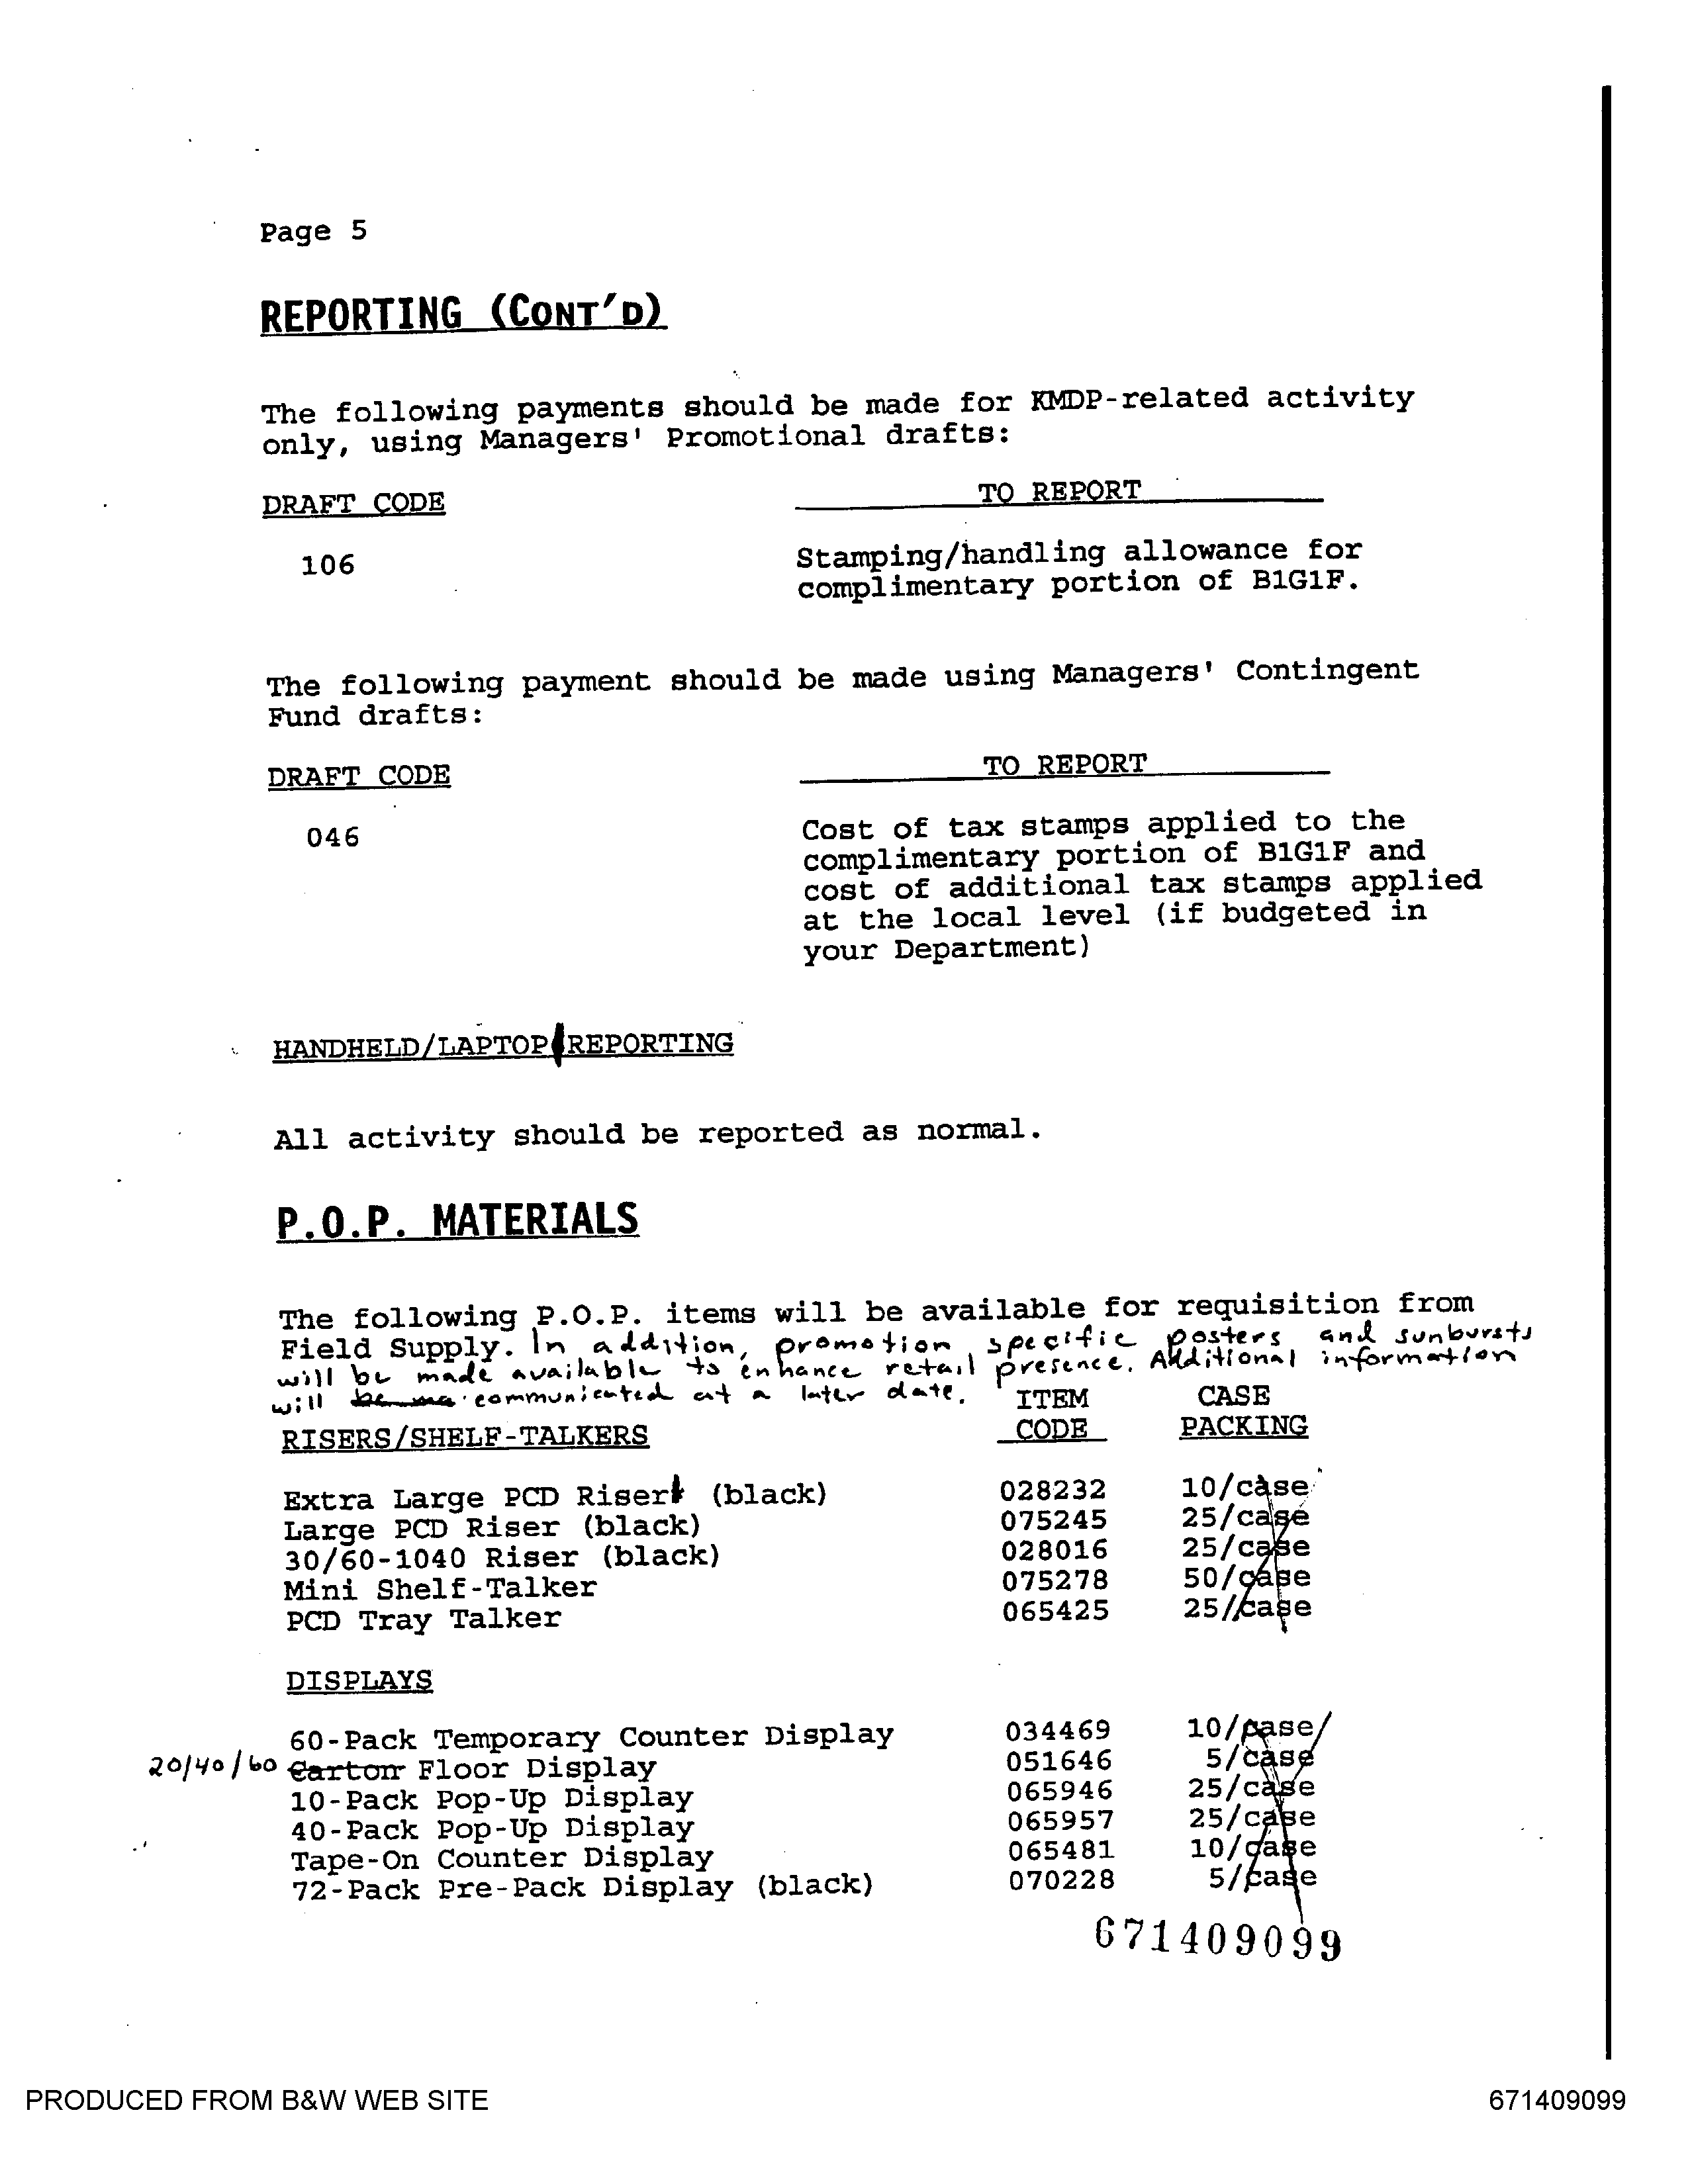 Page 5
REPORTING (CONT'D)
The following payments should be made for KMDP-related activity
only, using Managers' Promotional drafts:
DRAFT CODE TO REPORT
106 Stamping/handling allowance for
complimentary portion of B1G1F.
The following payment should be made using Managers' Contingent
Fund drafts:
DRAFT CODE TO REPORT
046 Cost of tax stamps applied to the
complimentary portion of B1G1F and
cost of additional tax stamps applied
at the local level (if budgeted in
your Department)
HANDHELD/LAPTOP REPORTING
All activity should be reported as normal.
P.O.P. MATERIALS
The following P.O.P. items will be available for requisition from
Field Supply. In addition, promotion specific posters and sunbursts
will be made available to enhance retail presence. Additional information
will be ma communicated at a later date.
ITEM CASE
RISERS/SHELF-TALKERS CODE PACKING
Extra Large PCD Riser (black) 028232 10/case
Large PCD Riser (black) 075245 25/case
30/60-1040 Riser (black) 028016 25/case
Mini Shelf-Talker 075278 50/case
PCD Tray Talker 065425 25/case
DISPLAYS
60-Pack Temporary Counter Display 034469 10/case
20/40/60 Carton Floor Display 051646 5/case
10-Pack Pop-Up Display 065946 25/case
40-Pack Pop-Up Display 065957 25/case
Tape-On Counter Display 065481 10/case
72-Pack Pre-Pack Display (black) 070228 5/case
671409099
PRODUCED FROM B&W WEB SITE 671409099